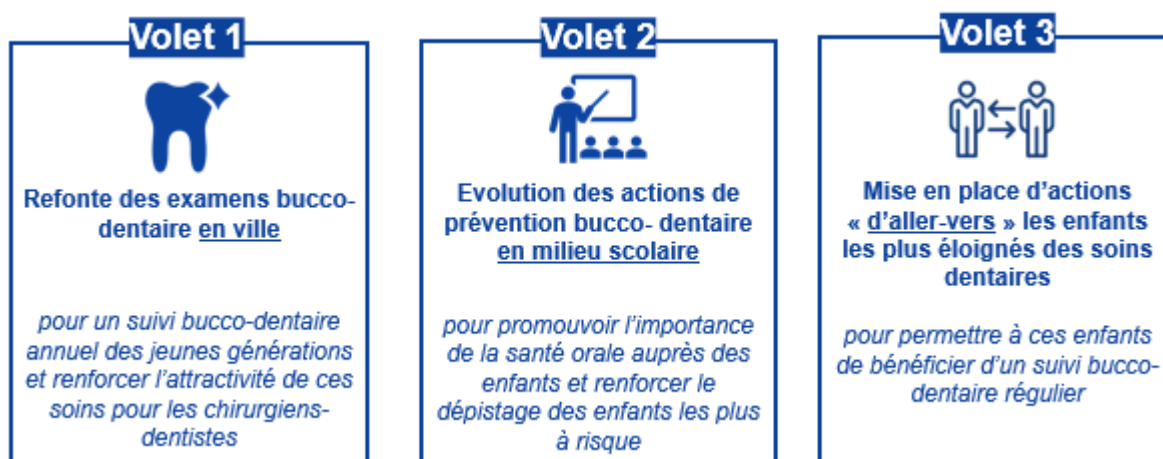 Volet 1
Refonte des examens bucco-
dentaire en ville
pour un suivi bucco-dentaire
annuel des jeunes générations
et renforcer l'attractivité de ces
soins pour les chirurgiens-
dentistes
Volet 2
Evolution des actions de
prévention bucco- dentaire
en milieu scolaire
pour promouvoir l'importance
de la santé orale auprès des
enfants et renforcer le
dépistage des enfants les plus
à risque
Volet 3
Mise en place d'actions
« d'aller-vers » les enfants
les plus éloignés des soins
dentaires
pour permettre à ces enfants
de bénéficier d'un suivi bucco-
dentaire régulier